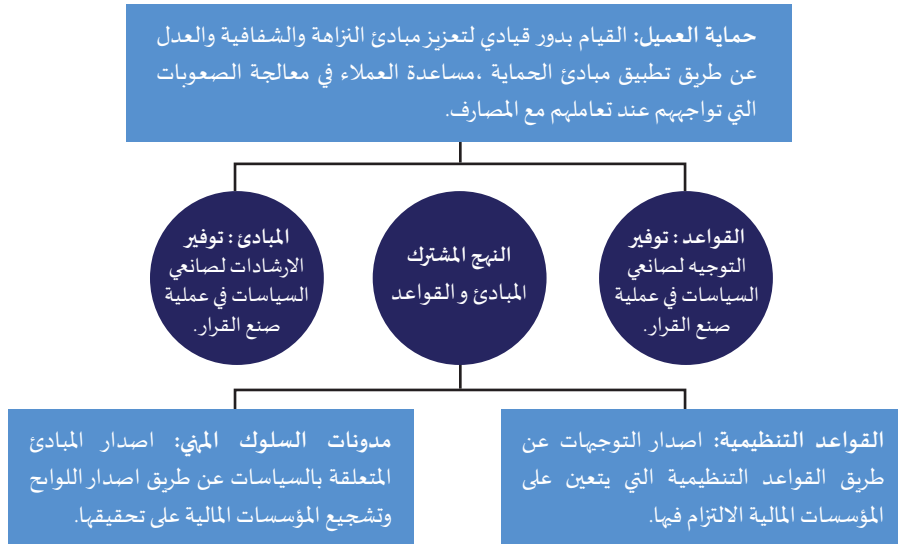 حماية العميل: القيام بدور قيادي لتعزيز مبادئ النزاهة والشفافية والعدل
عن طريق تطبيق مبادئ الحماية ،مساعدة العملاء في معالجة الصعوبات
التي تواجههم عند تعاملهم مع المصارف.
القواعد : توفير
التوجيه لصانعي
السياسات في عملية
صنع القرار.
النهج المشترك
المبادئ و القواعد
المبادئ : توفير
الارشادات لصانعي
السياسات في عملية
صنع القرار.
القواعد التنظيمية: اصدار التوجيهات عن
طريق القواعد التنظيمية التي يتعين على
المؤسسات المالية الالتزام فيها.
مدونات السلوك المهني: اصدار المبادئ
المتعلقة بالسياسات عن طريق اصدار اللوائح
وتشجيع المؤسسات المالية على تحقيقها.